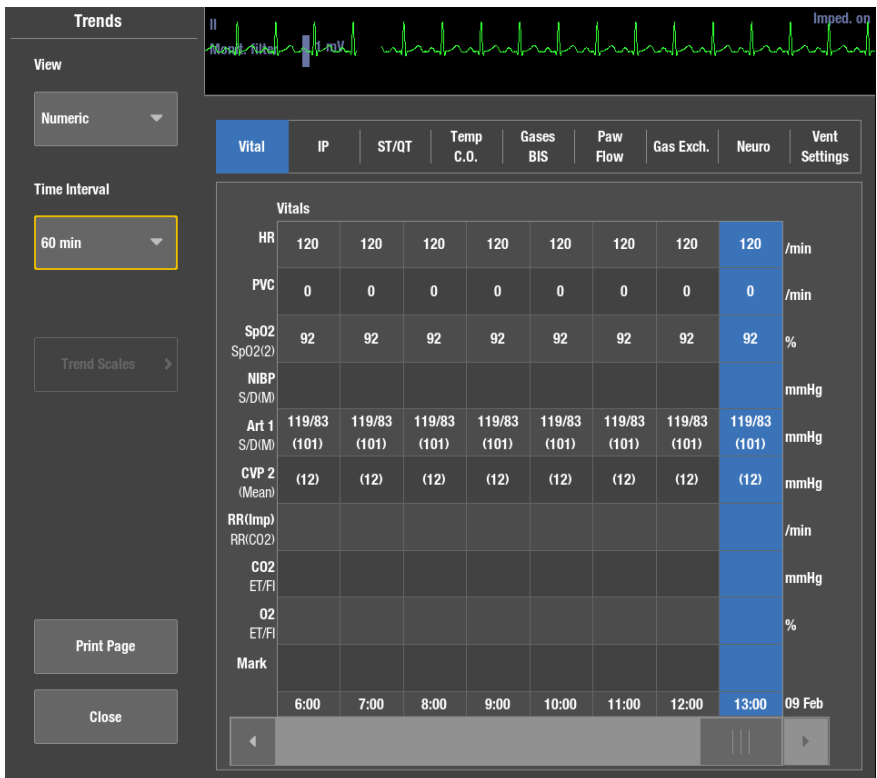 Trends
View
Numeric
Time Interval
60 min
Trend Scales
Print Page
Close
II
Imped. on
Monit. filter
1 mV
Vital
IP
ST/QT
Temp
C.O.
Gases
BIS
Paw
Flow
Gas Exch.
Neuro
Vent
Settings
Vitals
HR 120 120 120 120 120 120 120 120 /min
PVC 0 0 0 0 0 0 0 0 /min
SpO2 92 92 92 92 92 92 92 92 %
SpO2(2)
NIBP
S/D(M) mmHg
Art 1 119/83 119/83 119/83 119/83 119/83 119/83 119/83 119/83 mmHg
S/D(M) (101) (101) (101) (101) (101) (101) (101) (101)
CVP 2 (12) (12) (12) (12) (12) (12) (12) (12) mmHg
(Mean)
RR(Imp) /min
RR(CO2)
CO2 mmHg
ET/FI
O2 %
ET/FI
Mark
6:00 7:00 8:00 9:00 10:00 11:00 12:00 13:00 09 Feb